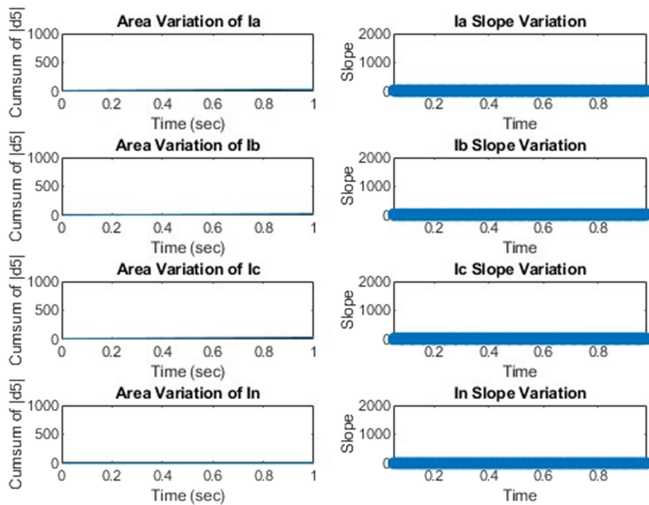 Area Variation of Ia
Cumsum of |d5|
1000
500
0
0 0.2 0.4 0.6 0.8 1
Time (sec)
Ia Slope Variation
Slope
2000
1000
0
0.2 0.4 0.6 0.8
Time
Area Variation of Ib
Cumsum of |d5|
1000
500
0
0 0.2 0.4 0.6 0.8 1
Time (sec)
Ib Slope Variation
Slope
2000
1000
0
0.2 0.4 0.6 0.8
Time
Area Variation of Ic
Cumsum of |d5|
1000
500
0
0 0.2 0.4 0.6 0.8 1
Time (sec)
Ic Slope Variation
Slope
2000
1000
0
0.2 0.4 0.6 0.8
Time
Area Variation of In
Cumsum of |d5|
1000
500
0
0 0.2 0.4 0.6 0.8 1
Time (sec)
In Slope Variation
Slope
2000
1000
0
0.2 0.4 0.6 0.8
Time